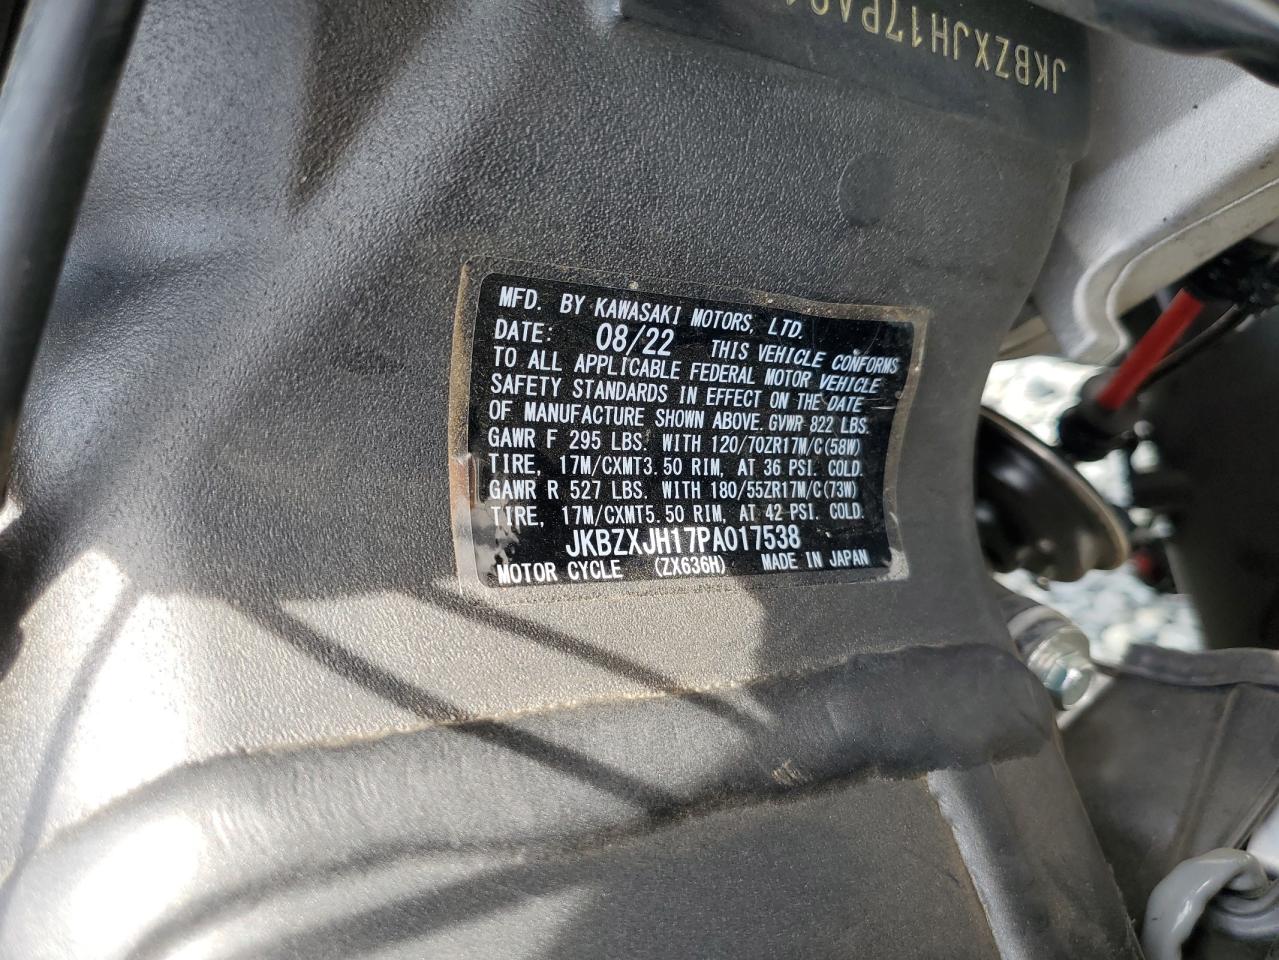 JKBZXJH17PA0
MFD. BY KAWASAKI MOTORS, LTD.
DATE: 08/22 THIS VEHICLE CONFORMS
TO ALL APPLICABLE FEDERAL MOTOR VEHICLE
SAFETY STANDARDS IN EFFECT ON THE DATE
OF MANUFACTURE SHOWN ABOVE. GVWR 822 LBS.
GAWR F 295 LBS. WITH 120/70ZR17M/C(58W)
TIRE, 17M/CXMT3.50 RIM, AT 36 PSI. COLD.
GAWR R 527 LBS. WITH 180/55ZR17M/C(73W)
TIRE, 17M/CXMT5.50 RIM, AT 42 PSI. COLD.
JKBZXJH17PA017538
MOTOR CYCLE (ZX636H) MADE IN JAPAN